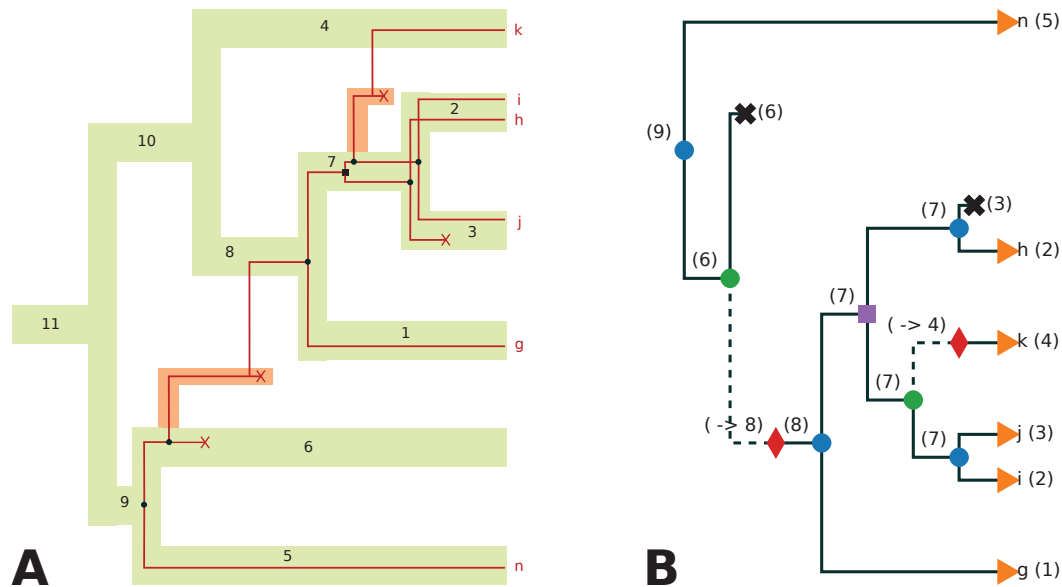 4
k
i
2
h
10
7
j
3
8
11
1
g
6
9
5
n
A
n (5)
(6)
(9)
(3)
(7)
h (2)
(6)
(7)
( -> 4)
k (4)
(7)
( -> 8)
(8)
(7)
j (3)
i (2)
g (1)
B